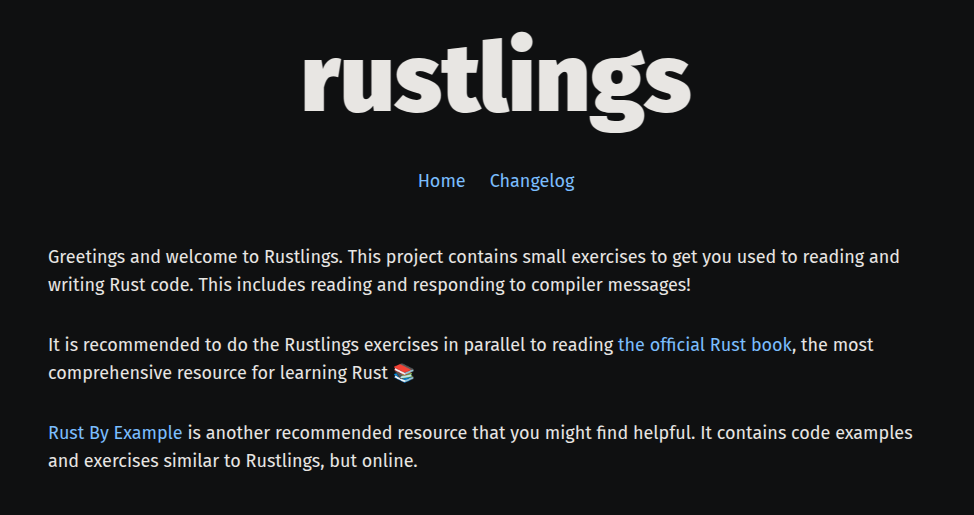 rustlings
Home Changelog
Greetings and welcome to Rustlings. This project contains small exercises to get you used to reading and
writing Rust code. This includes reading and responding to compiler messages!
It is recommended to do the Rustlings exercises in parallel to reading the official Rust book, the most
comprehensive resource for learning Rust 📚
Rust By Example is another recommended resource that you might find helpful. It contains code examples
and exercises similar to Rustlings, but online.